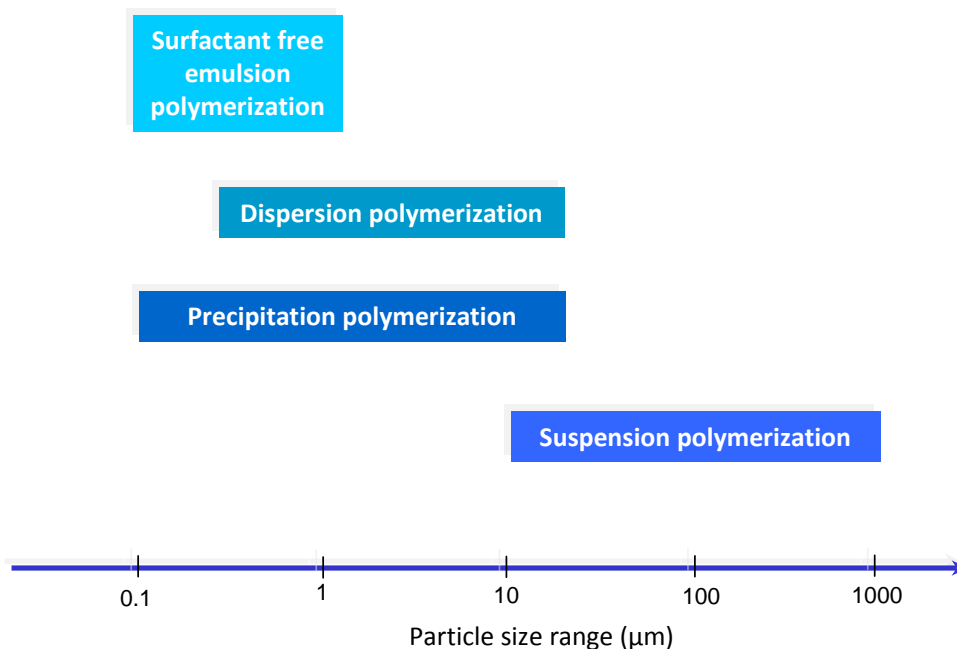 Surfactant free
emulsion
polymerization
Dispersion polymerization
Precipitation polymerization
Suspension polymerization
0.1 1 10 100 1000
Particle size range (μm)